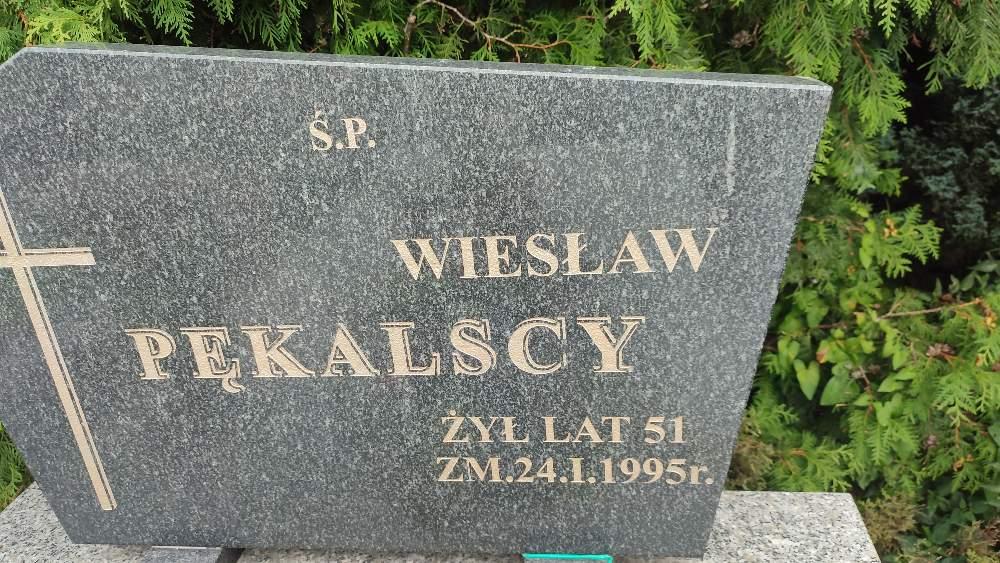 Ś.P.
WIESŁAW
PĘKALSCY
ŻYŁ LAT 51
ZM.24.I.1995r.